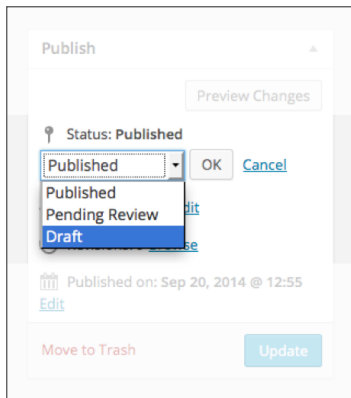 Publish
Preview Changes
Status: Published
Published OK Cancel
Published
Pending Review
Draft
Published on: Sep 20, 2014 @ 12:55
Edit
Move to Trash Update